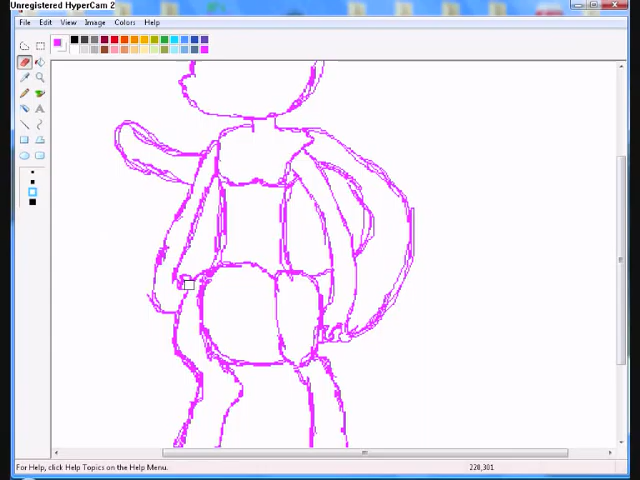 Unregistered HyperCam 2
File Edit View Image Colors Help
For Help, click Help Topics on the Help Menu.
228,301